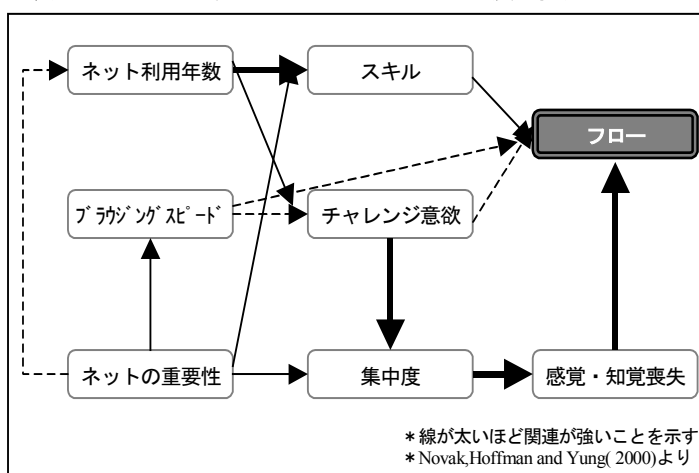 ネット利用年数
スキル
フロー
ﾌﾞﾗｳｼﾞﾝｸﾞｽﾋﾟｰﾄﾞ
チャレンジ意欲
ネットの重要性
集中度
感覚・知覚喪失
*線が太いほど関連が強いことを示す
*Novak,Hoffman and Yung( 2000)より